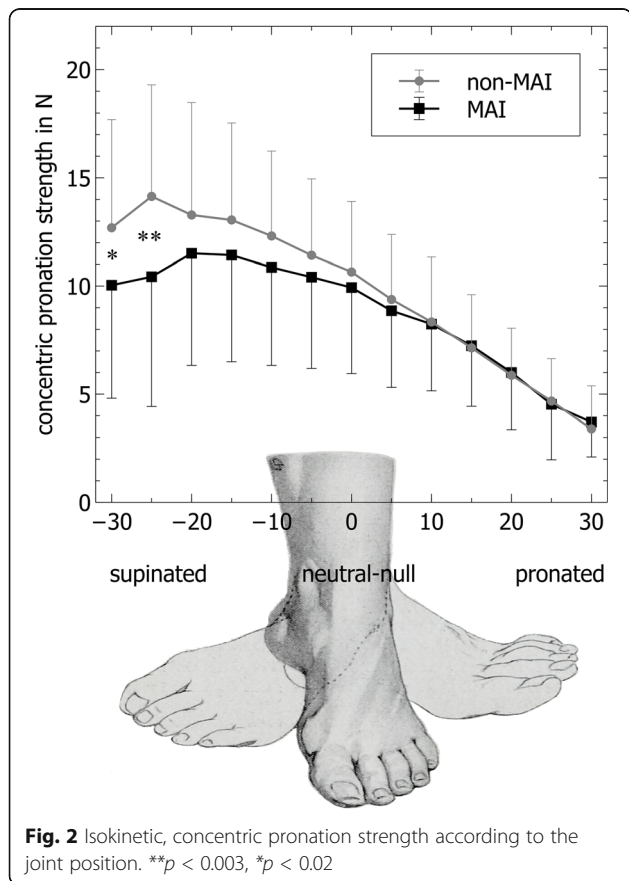 20
15
10
5
0
concentric pronation strength in N
non-MAI
MAI
*
**
−30 −20 −10 0 10 20 30
supinated neutral-null pronated
Fig. 2 Isokinetic, concentric pronation strength according to the
joint position. **p < 0.003, *p < 0.02